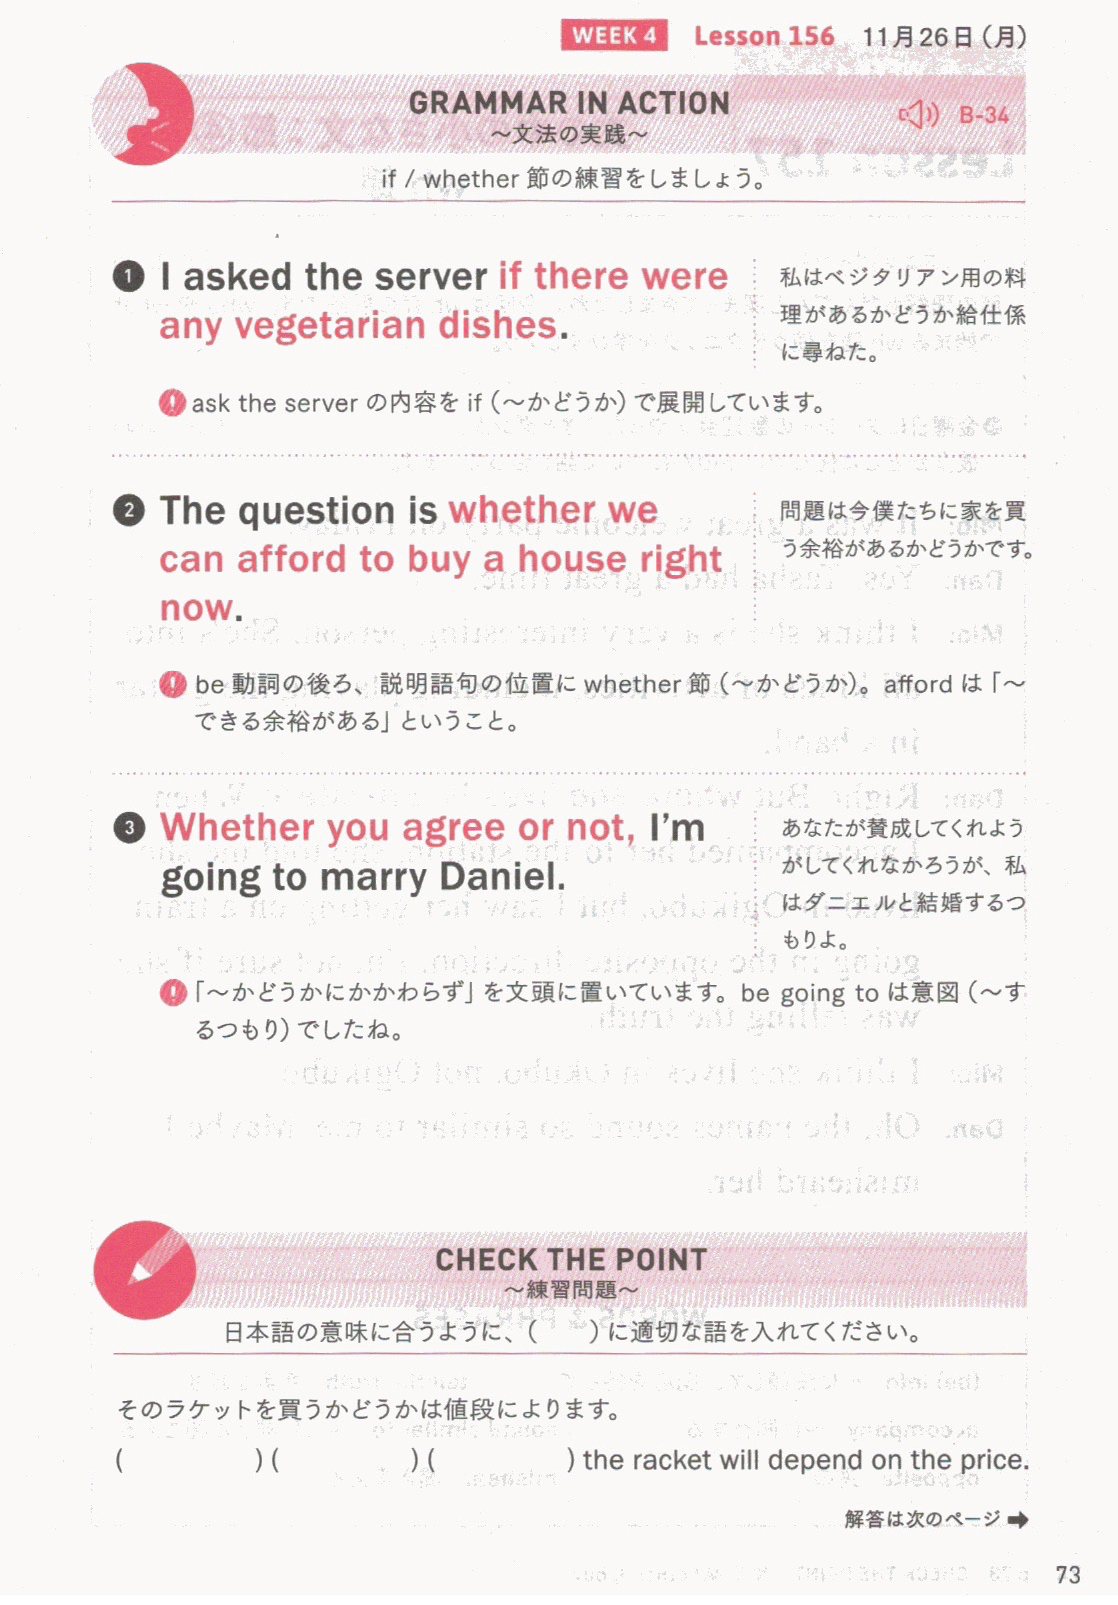 WEEK 4 Lesson 156 11月26日（月）
GRAMMAR IN ACTION
～文法の実践～
B-34
if / whether 節の練習をしましょう。
1 I asked the server if there were
any vegetarian dishes.
私はベジタリアン用の料
理があるかどうか給仕係
に尋ねた。
! ask the server の内容を if（～かどうか）で展開しています。
2 The question is whether we
can afford to buy a house right
now.
問題は今僕たちに家を買
う余裕があるかどうかです。
! be 動詞の後ろ、説明語句の位置に whether 節（～かどうか）。afford は「～
できる余裕がある」ということ。
3 Whether you agree or not, I'm
going to marry Daniel.
あなたが賛成してくれよう
がしてくれなかろうが、私
はダニエルと結婚するつ
もりよ。
! 「～かどうかにかかわらず」を文頭に置いています。be going to は意図（～す
るつもり）でしたね。
CHECK THE POINT
～練習問題～
日本語の意味に合うように、（　　）に適切な語を入れてください。
そのラケットを買うかどうかは値段によります。
(　　　) (　　　) (　　　) the racket will depend on the price.
解答は次のページ➡
73